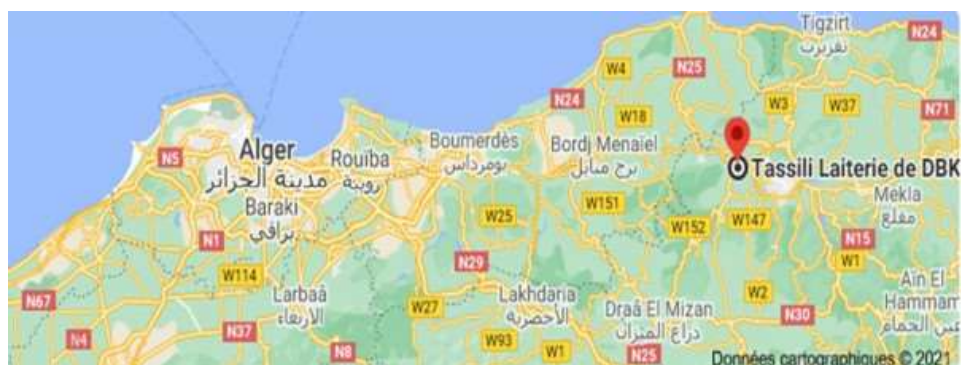 Tigzirt
تقزيرت
N24
W4
N25
N24
W3
W37
N71
W18
Alger
مدينة الجزائر
N5
Rouïba
رويبة
Boumerdès
بومرداس
Bordj Menaïel
برج منايل
Tassili Laiterie de DBK
Mekla
مقلع
Baraki
براقي
W25
W151
W152
W147
N15
N1
W1
W114
N29
Larbaâ
الأربعاء
W27
Lakhdaria
الأخضرية
W2
Aïn El
Hammam
عين الحمام
Draâ El Mizan
ذراع الميزان
N30
N67
N4
N37
N8
W93
W1
N25
Données cartographiques © 2021